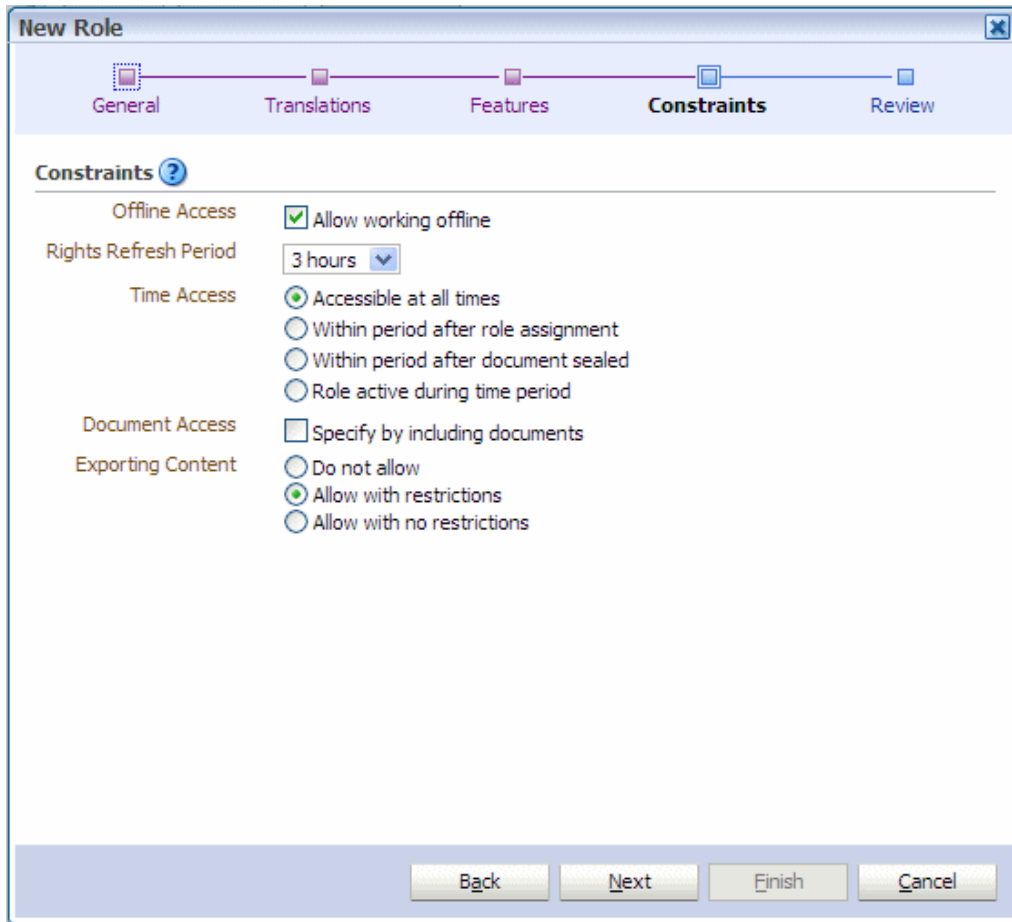 New Role
General Translations Features Constraints Review
Constraints ?
Offline Access Allow working offline
Rights Refresh Period 3 hours
Time Access Accessible at all times
Within period after role assignment
Within period after document sealed
Role active during time period
Document Access Specify by including documents
Exporting Content Do not allow
Allow with restrictions
Allow with no restrictions
Back Next Finish Cancel